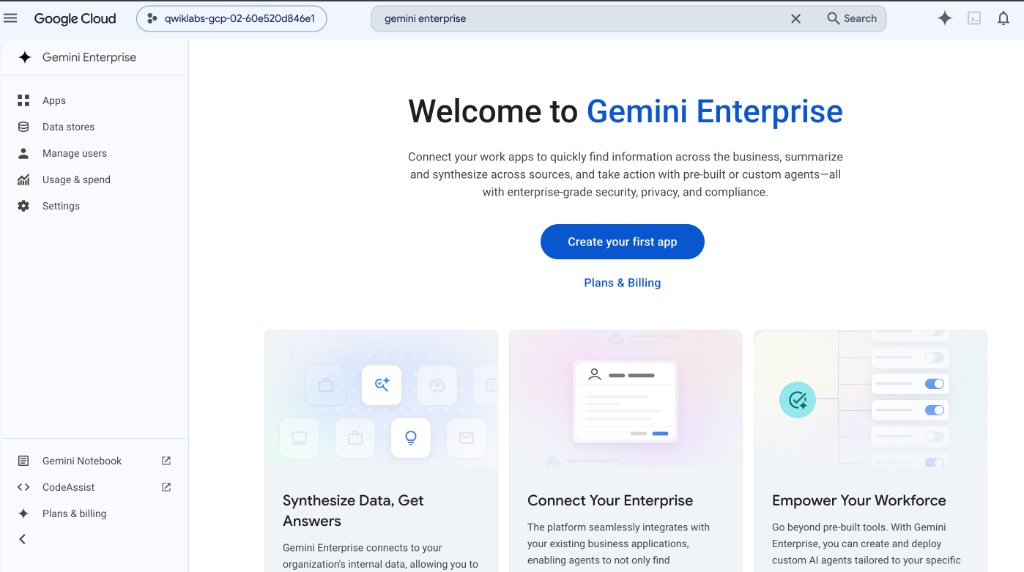 Google Cloud
qwiklabs-gcp-02-60e520d846e1
gemini enterprise
Search
Gemini Enterprise
Apps
Data stores
Manage users
Usage & spend
Settings
Gemini Notebook
CodeAssist
Plans & billing
Welcome to Gemini Enterprise
Connect your work apps to quickly find information across the business, summarize
and synthesize across sources, and take action with pre-built or custom agents—all
with enterprise-grade security, privacy, and compliance.
Create your first app
Plans & Billing
Synthesize Data, Get
Answers
Gemini Enterprise connects to your
organization's internal data, allowing you to
Connect Your Enterprise
The platform seamlessly integrates with
your existing business applications,
enabling agents to not only find
Empower Your Workforce
Go beyond pre-built tools. With Gemini
Enterprise, you can create and deploy
custom AI agents tailored to your specific